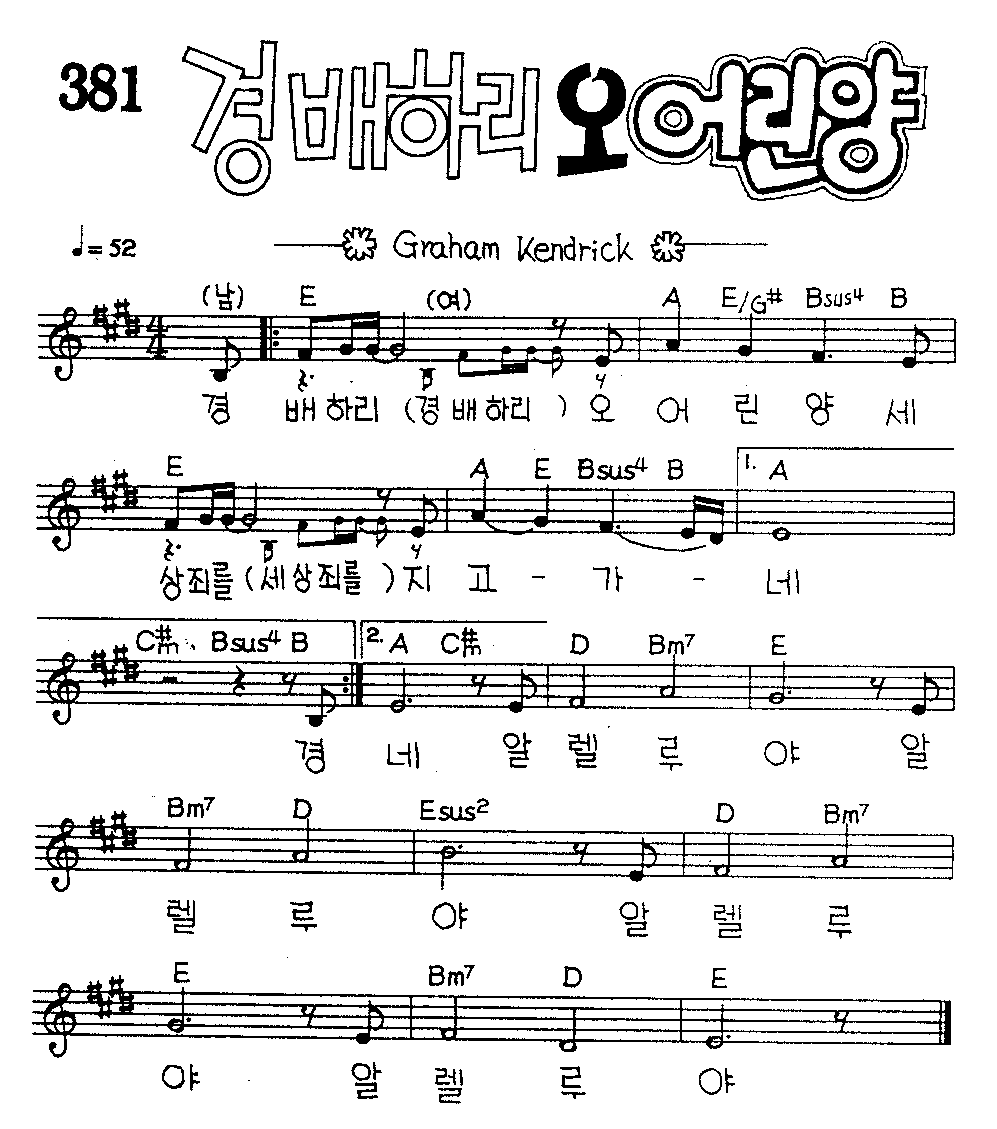 381 경배하리 오 어린양
♩= 52 Graham Kendrick
(남) E (여) A E/G# Bsus4 B
경 배하리 (경배하리) 오 어 린 양 세
E A E Bsus4 B 1. A
상죄를 (세상죄를) 지 고 - 가 - 네
C#m Bsus4 B 2. A C#m D Bm7 E
경 네 알 렐 루 야 알
Bm7 D Esus2 D Bm7
렐 루 야 알 렐 루
E Bm7 D E
야 알 렐 루 야